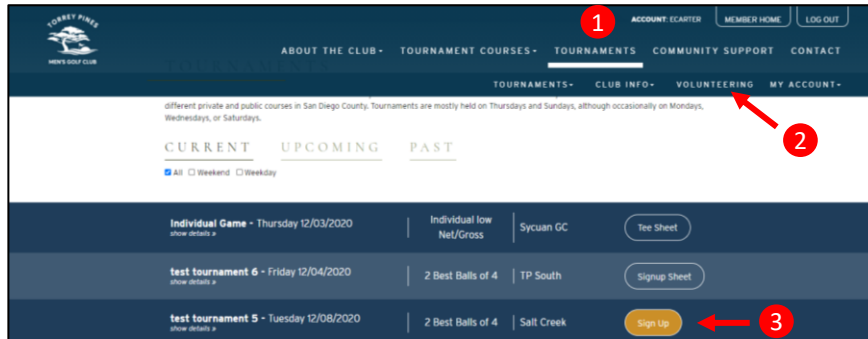 TORREY PINES
MEN'S GOLF CLUB
1
ACCOUNT: ECARTER
MEMBER HOME
LOG OUT
ABOUT THE CLUB
TOURNAMENT COURSES
TOURNAMENTS
COMMUNITY SUPPORT
CONTACT
TOURNAMENTS
TOURNAMENTS
CLUB INFO
VOLUNTEERING
MY ACCOUNT
2
different private and public courses in San Diego County. Tournaments are mostly held on Thursdays and Sundays, although occasionally on Mondays,
Wednesdays, or Saturdays.
CURRENT UPCOMING PAST
All Weekend Weekday
Individual Game - Thursday 12/03/2020
show details »
Individual low
Net/Gross
Sycuan GC
Tee Sheet
test tournament 6 - Friday 12/04/2020
show details »
2 Best Balls of 4
TP South
Signup Sheet
test tournament 5 - Tuesday 12/08/2020
show details »
2 Best Balls of 4
Salt Creek
Sign Up
3